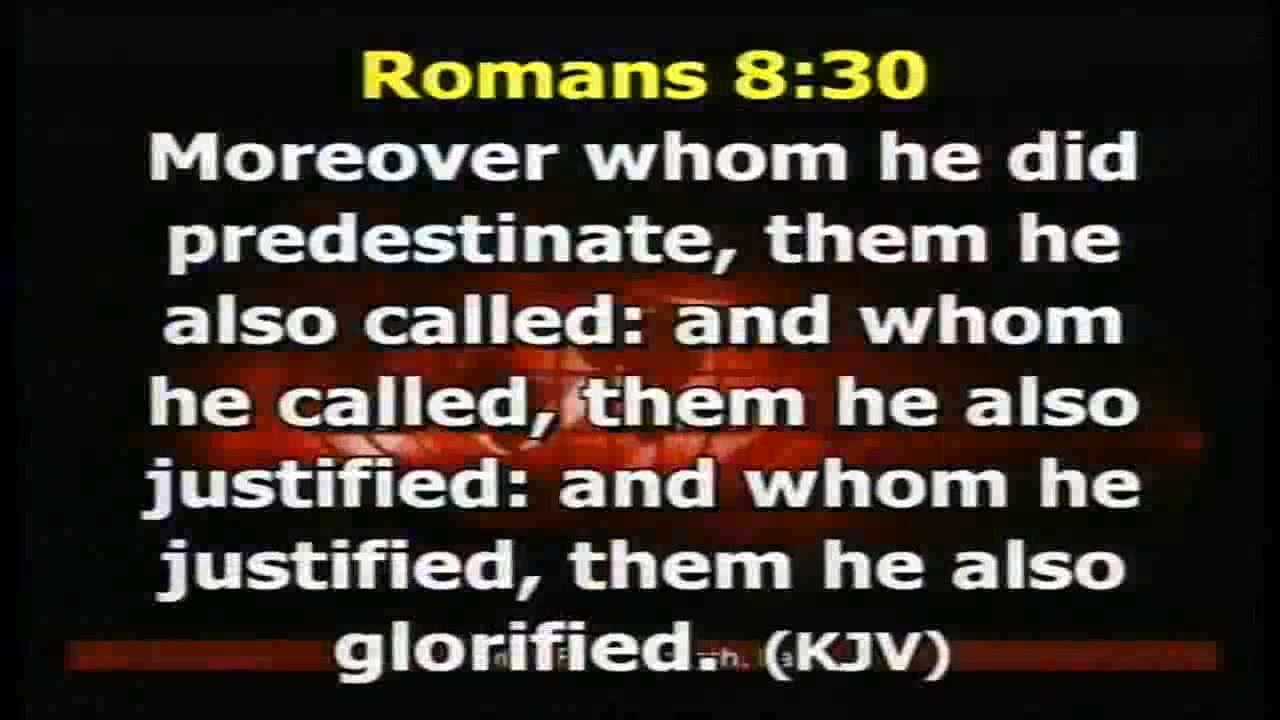 Romans 8:30
Moreover whom he did
predestinate, them he
also called: and whom
he called, them he also
justified: and whom he
justified, them he also
glorified. (KJV)